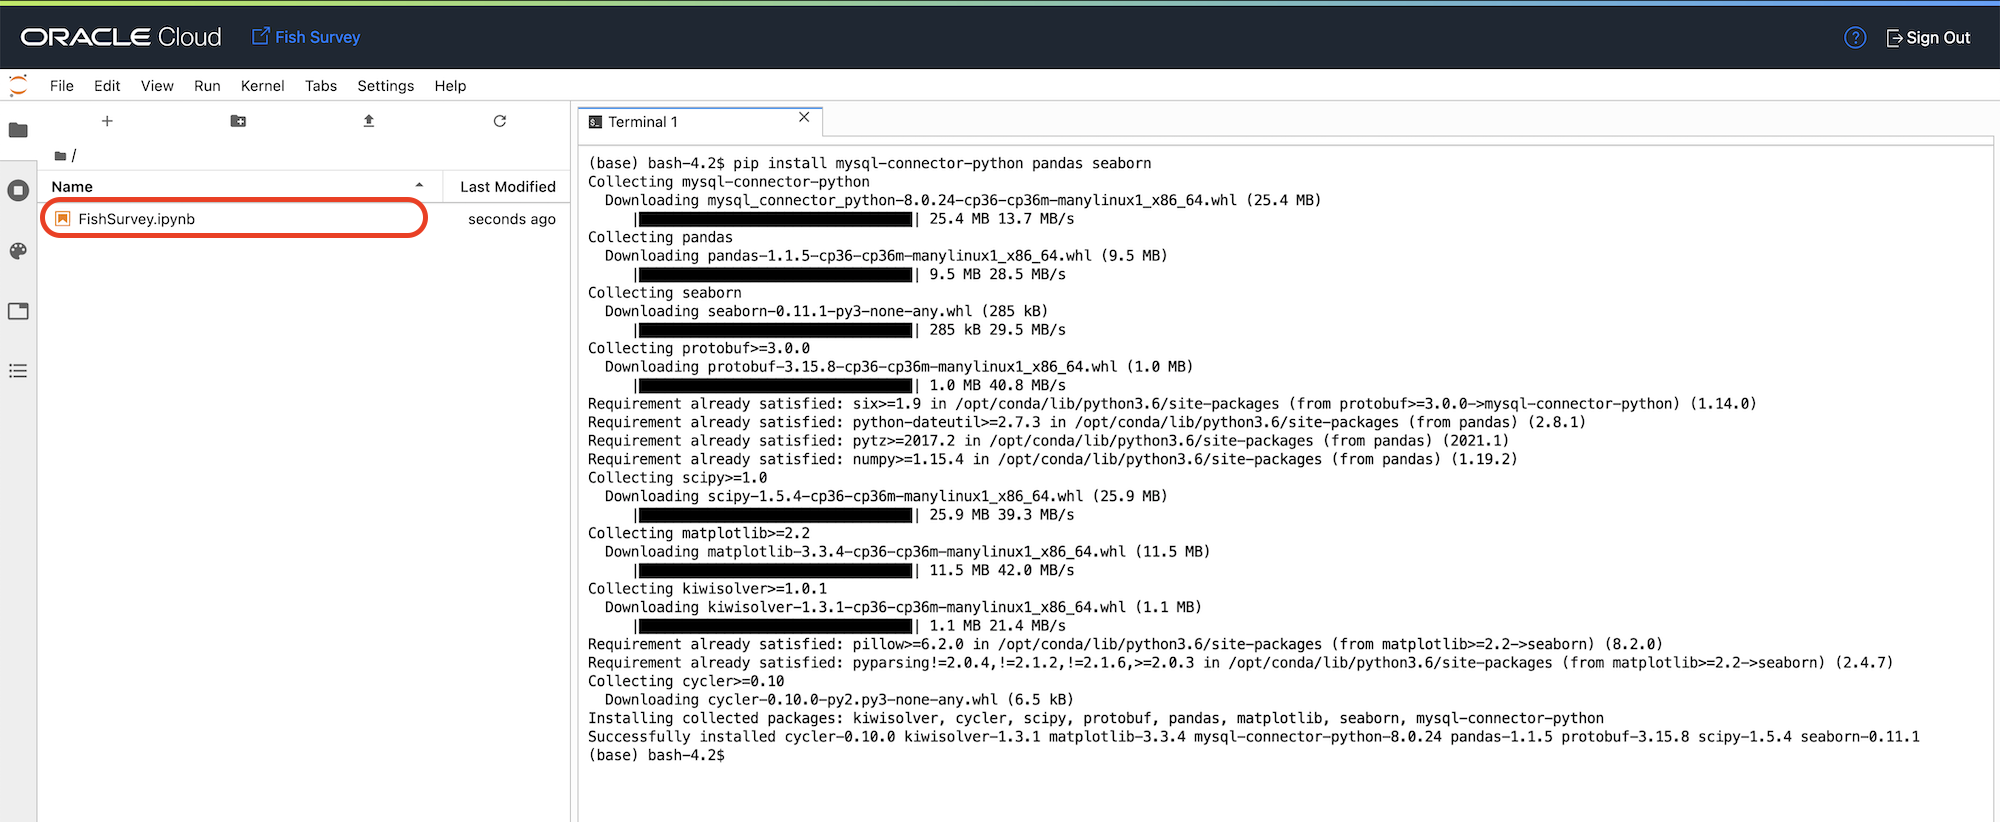 ORACLE Cloud Fish Survey ? Sign Out
File Edit View Run Kernel Tabs Settings Help
Terminal 1
/
Name Last Modified
FishSurvey.ipynb seconds ago
(base) bash-4.2$ pip install mysql-connector-python pandas seaborn
Collecting mysql-connector-python
Downloading mysql_connector_python-8.0.24-cp36-cp36m-manylinux1_x86_64.whl (25.4 MB)
| | 25.4 MB 13.7 MB/s
Collecting pandas
Downloading pandas-1.1.5-cp36-cp36m-manylinux1_x86_64.whl (9.5 MB)
| | 9.5 MB 28.5 MB/s
Collecting seaborn
Downloading seaborn-0.11.1-py3-none-any.whl (285 kB)
| | 285 kB 29.5 MB/s
Collecting protobuf>=3.0.0
Downloading protobuf-3.15.8-cp36-cp36m-manylinux1_x86_64.whl (1.0 MB)
| | 1.0 MB 40.8 MB/s
Requirement already satisfied: six>=1.9 in /opt/conda/lib/python3.6/site-packages (from protobuf>=3.0.0->mysql-connector-python) (1.14.0)
Requirement already satisfied: python-dateutil>=2.7.3 in /opt/conda/lib/python3.6/site-packages (from pandas) (2.8.1)
Requirement already satisfied: pytz>=2017.2 in /opt/conda/lib/python3.6/site-packages (from pandas) (2021.1)
Requirement already satisfied: numpy>=1.15.4 in /opt/conda/lib/python3.6/site-packages (from pandas) (1.19.2)
Collecting scipy>=1.0
Downloading scipy-1.5.4-cp36-cp36m-manylinux1_x86_64.whl (25.9 MB)
| | 25.9 MB 39.3 MB/s
Collecting matplotlib>=2.2
Downloading matplotlib-3.3.4-cp36-cp36m-manylinux1_x86_64.whl (11.5 MB)
| | 11.5 MB 42.0 MB/s
Collecting kiwisolver>=1.0.1
Downloading kiwisolver-1.3.1-cp36-cp36m-manylinux1_x86_64.whl (1.1 MB)
| | 1.1 MB 21.4 MB/s
Requirement already satisfied: pillow>=6.2.0 in /opt/conda/lib/python3.6/site-packages (from matplotlib>=2.2->seaborn) (8.2.0)
Requirement already satisfied: pyparsing!=2.0.4,!=2.1.2,!=2.1.6,>=2.0.3 in /opt/conda/lib/python3.6/site-packages (from matplotlib>=2.2->seaborn) (2.4.7)
Collecting cycler>=0.10
Downloading cycler-0.10.0-py2.py3-none-any.whl (6.5 kB)
Installing collected packages: kiwisolver, cycler, scipy, protobuf, pandas, matplotlib, seaborn, mysql-connector-python
Successfully installed cycler-0.10.0 kiwisolver-1.3.1 matplotlib-3.3.4 mysql-connector-python-8.0.24 pandas-1.1.5 protobuf-3.15.8 scipy-1.5.4 seaborn-0.11.1
(base) bash-4.2$